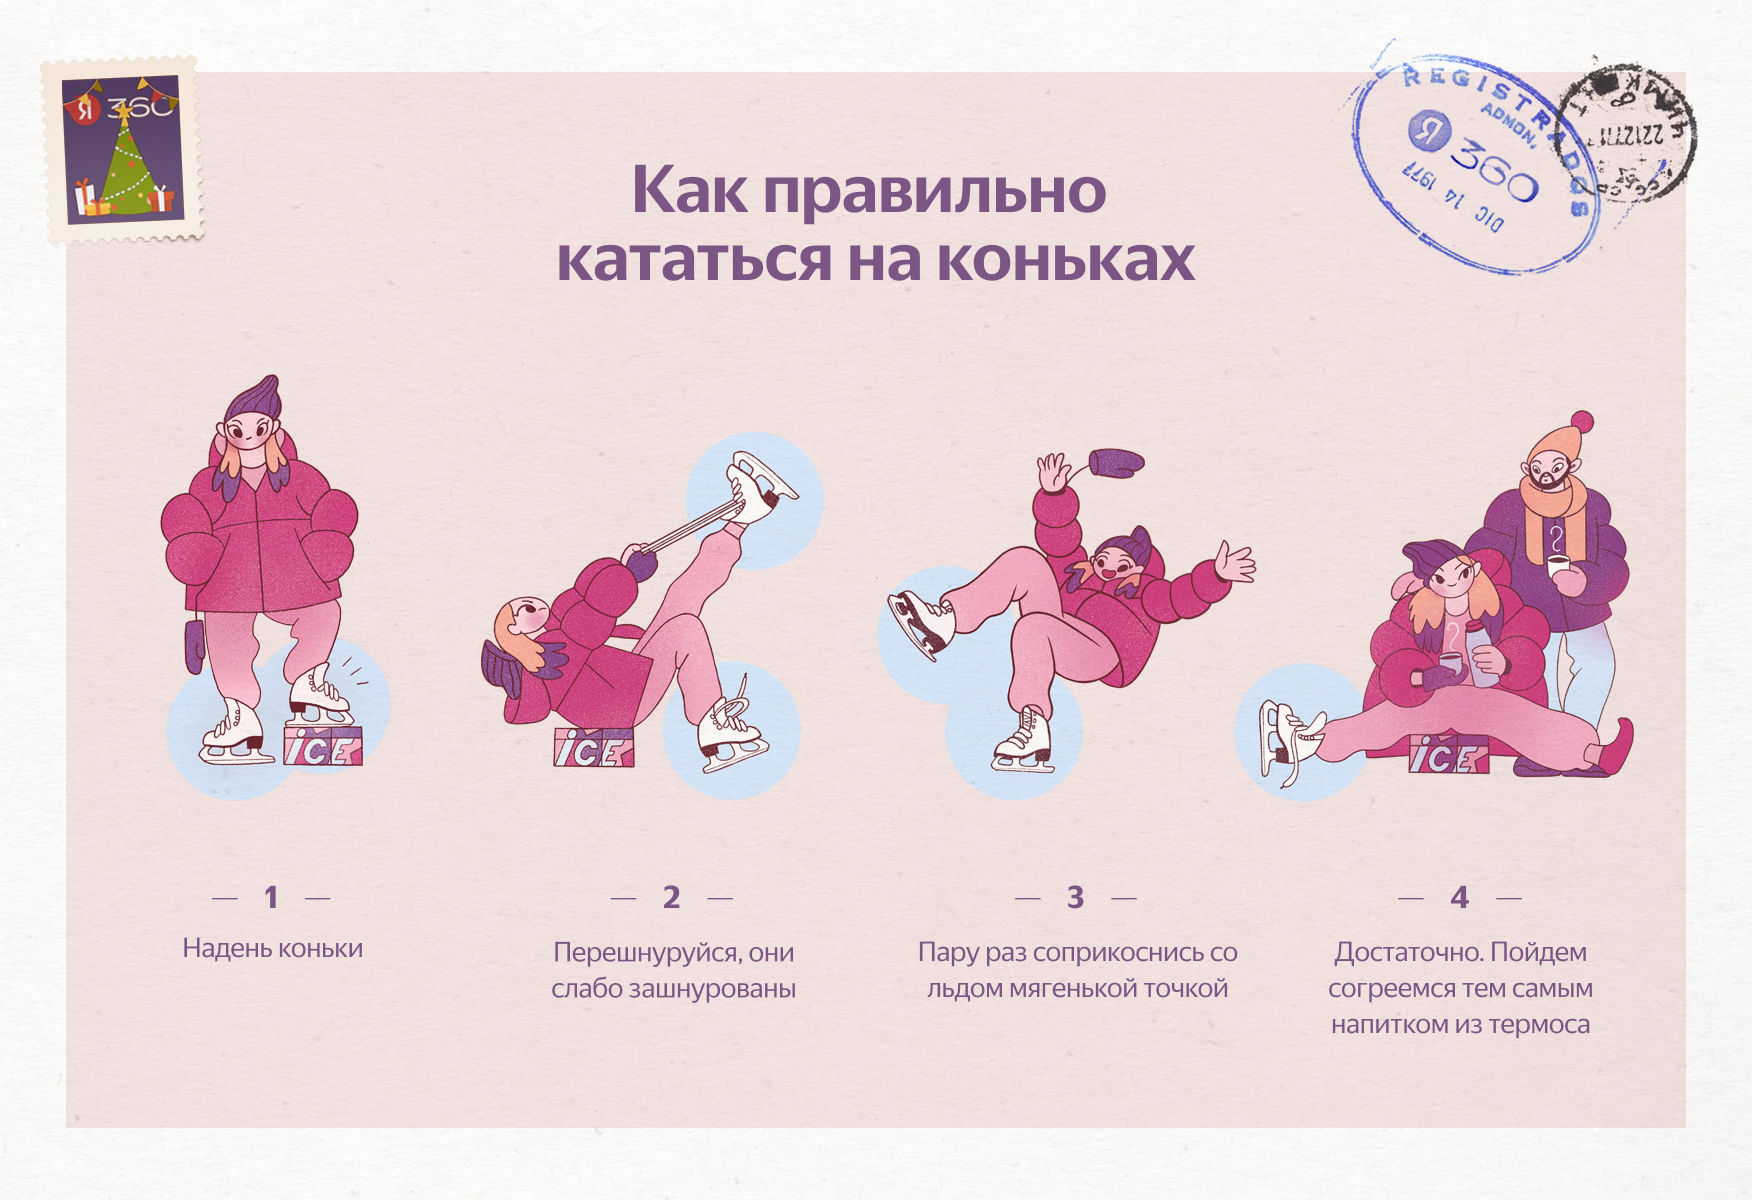 Я 360
REGISTRADOS
ADMON.
Я 360
DIC 14 1977
Как правильно
кататься на коньках
ICE
ICE
ICE
— 1 —
Надень коньки
— 2 —
Перешнуруйся, они
слабо зашнурованы
— 3 —
Пару раз соприкоснись со
льдом мягенькой точкой
— 4 —
Достаточно. Пойдем
согреемся тем самым
напитком из термоса